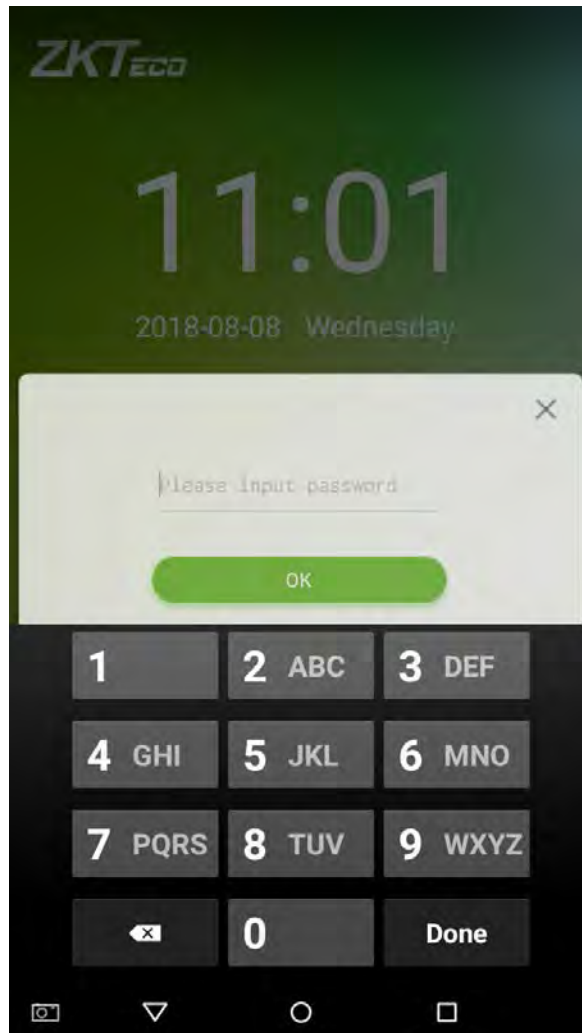 ZKTECO
11:01
2018-08-08 Wednesday
Please input password
OK
1 2 ABC 3 DEF
4 GHI 5 JKL 6 MNO
7 PQRS 8 TUV 9 WXYZ
0 Done